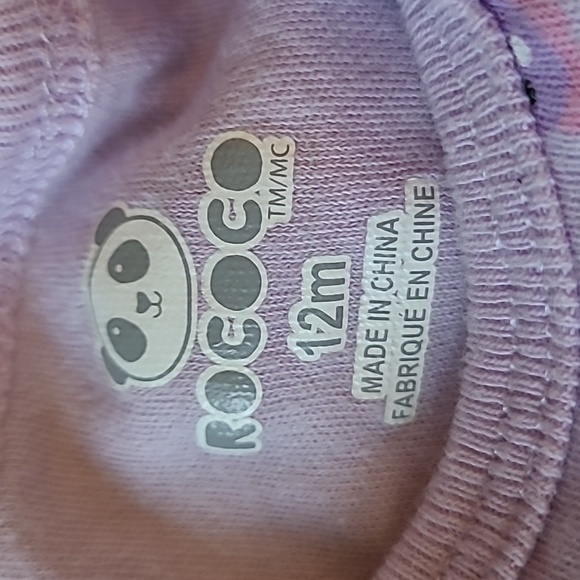 ROCOCO
TM/MC
12m
MADE IN CHINA
FABRIQUÉ EN CHINE